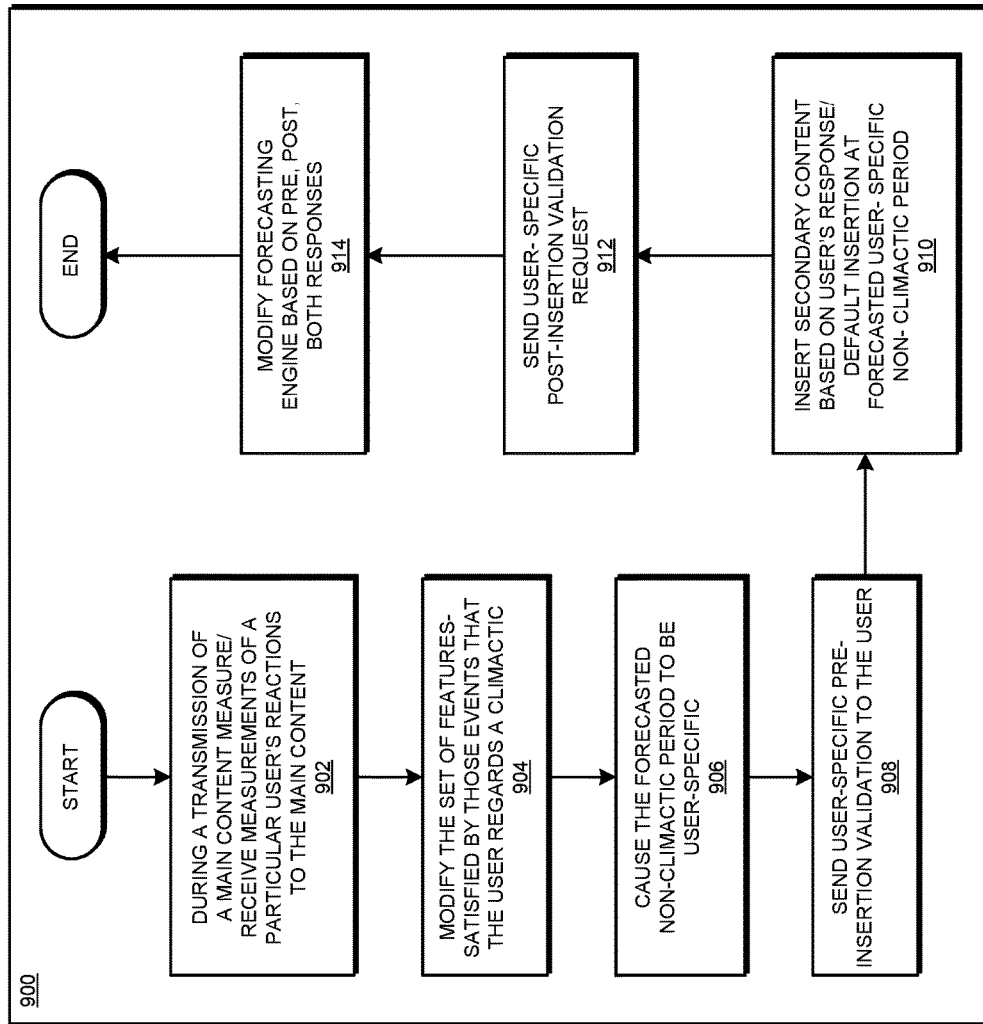 900
START
DURING A TRANSMISSION OF
A MAIN CONTENT MEASURE/
RECEIVE MEASUREMENTS OF A
PARTICULAR USER'S REACTIONS
TO THE MAIN CONTENT
902
MODIFY THE SET OF FEATURES-
SATISFIED BY THOSE EVENTS THAT
THE USER REGARDS A CLIMACTIC
904
CAUSE THE FORECASTED
NON-CLIMACTIC PERIOD TO BE
USER-SPECIFIC
906
SEND USER-SPECIFIC PRE-
INSERTION VALIDATION TO THE USER
908
INSERT SECONDARY CONTENT
BASED ON USER'S RESPONSE/
DEFAULT INSERTION AT
FORECASTED USER- SPECIFIC
NON- CLIMACTIC PERIOD
910
SEND USER- SPECIFIC
POST-INSERTION VALIDATION
REQUEST
912
MODIFY FORECASTING
ENGINE BASED ON PRE, POST,
BOTH RESPONSES
914
END